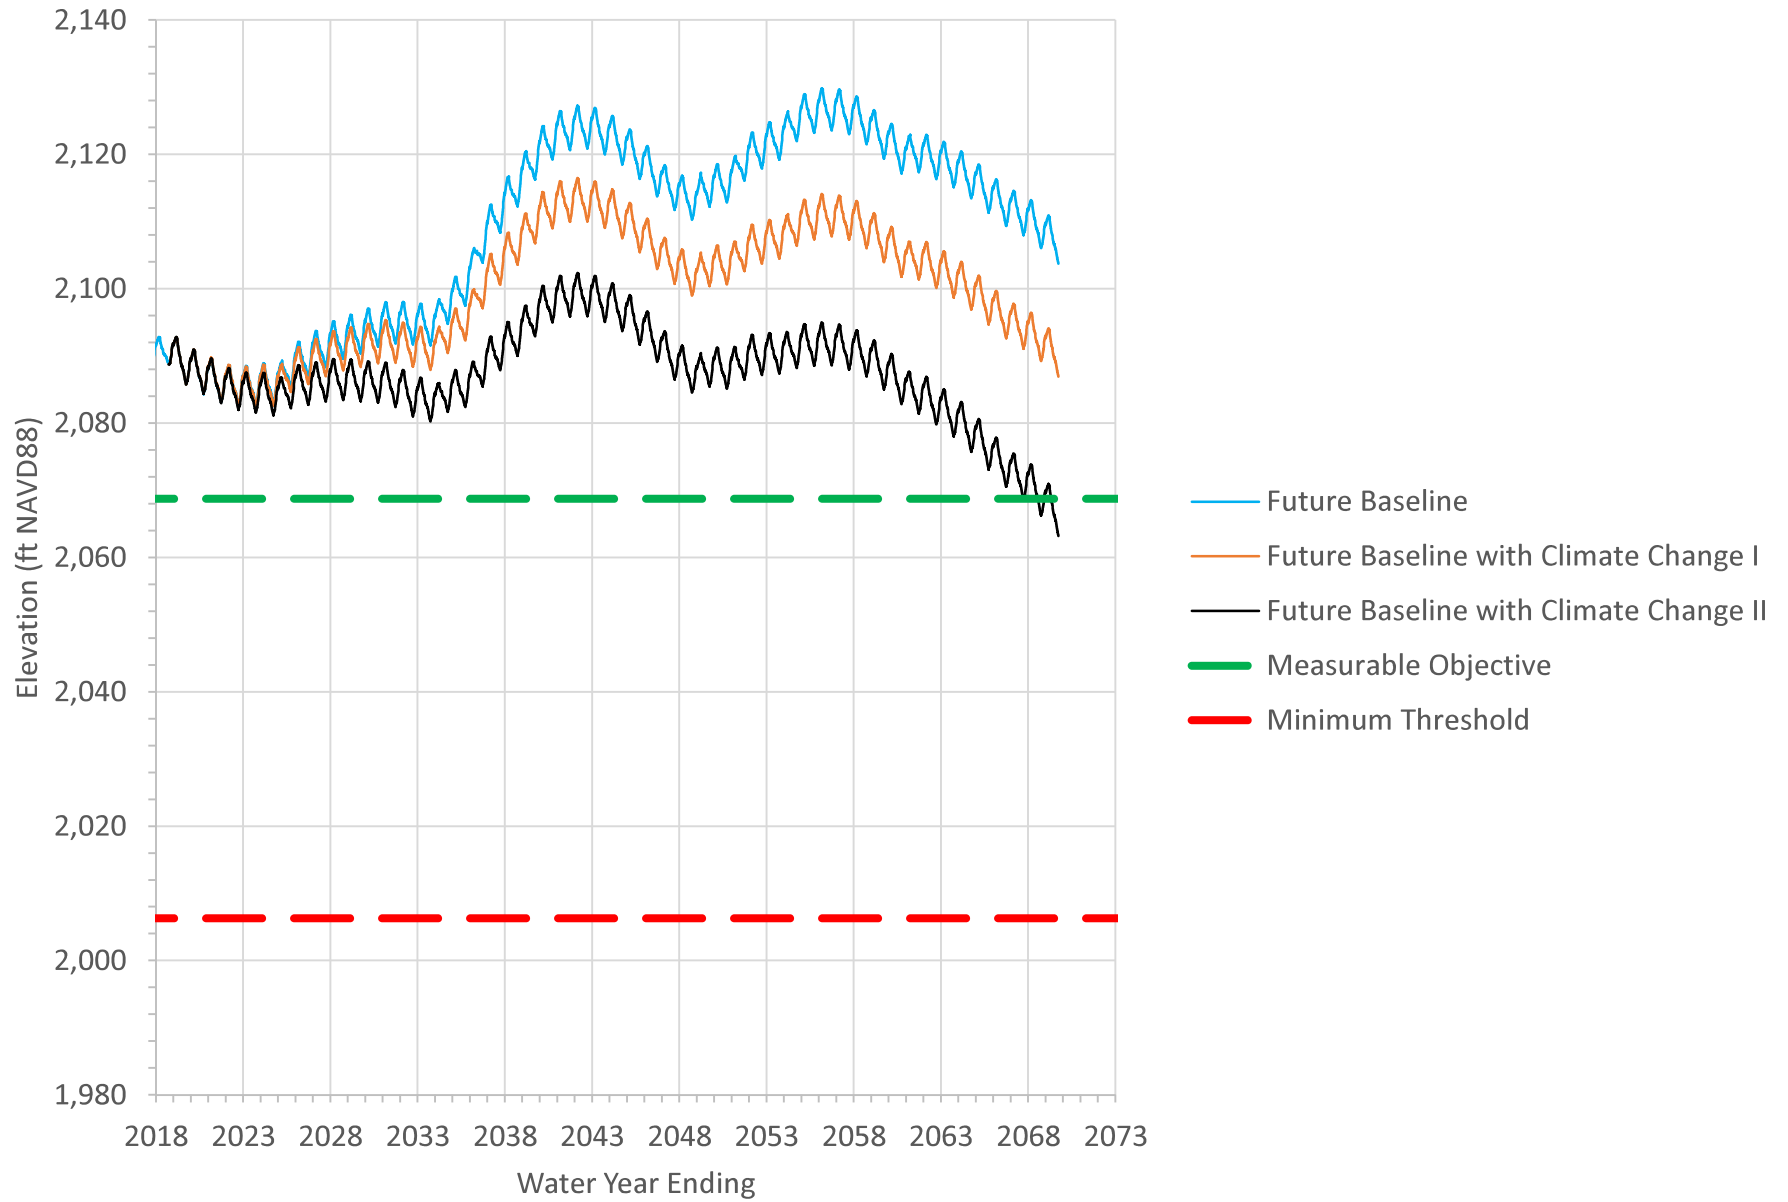 2,140
2,120
2,100
2,080
2,060
2,040
2,020
2,000
1,980
Elevation (ft NAVD88)
2018 2023 2028 2033 2038 2043 2048 2053 2058 2063 2068 2073
Water Year Ending
Future Baseline
Future Baseline with Climate Change I
Future Baseline with Climate Change II
Measurable Objective
Minimum Threshold